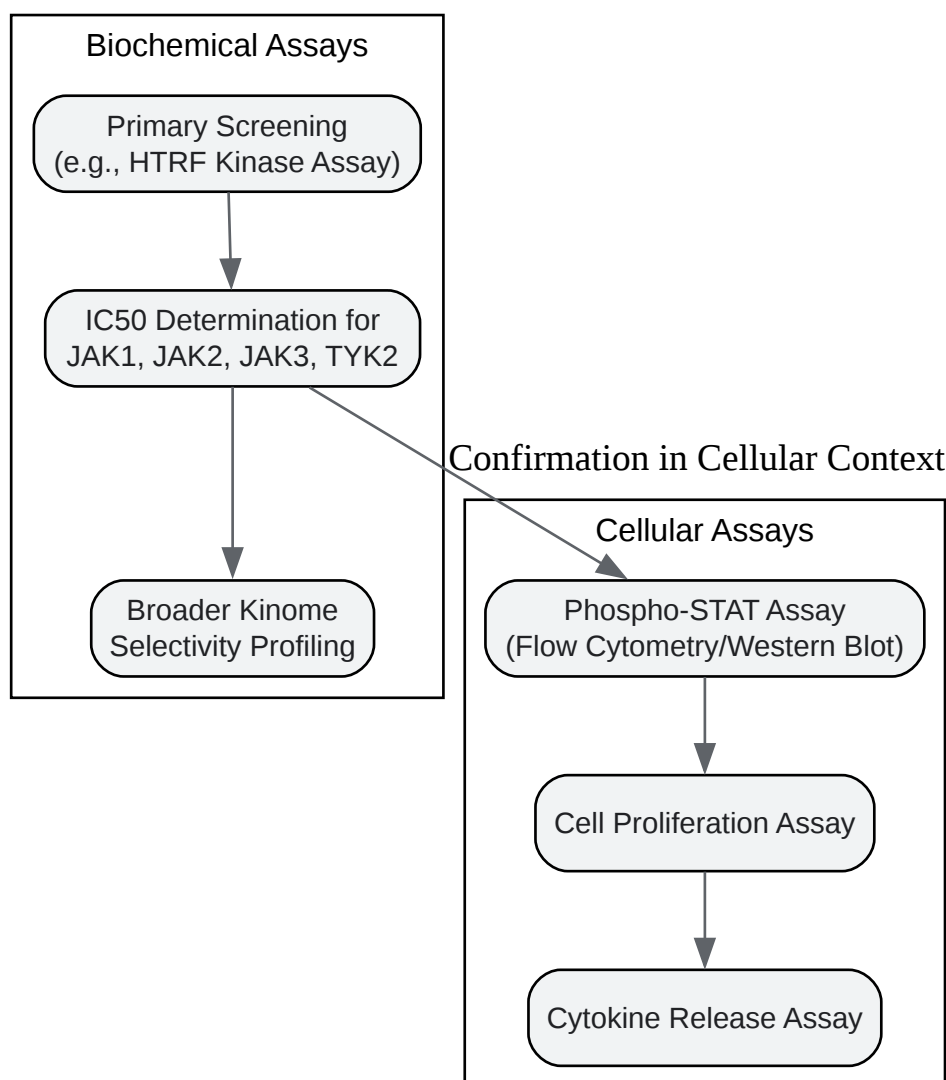 Biochemical Assays
Primary Screening
(e.g., HTRF Kinase Assay)
IC50 Determination for
JAK1, JAK2, JAK3, TYK2
Broader Kinome
Selectivity Profiling
Confirmation in Cellular Context
Cellular Assays
Phospho-STAT Assay
(Flow Cytometry/Western Blot)
Cell Proliferation Assay
Cytokine Release Assay